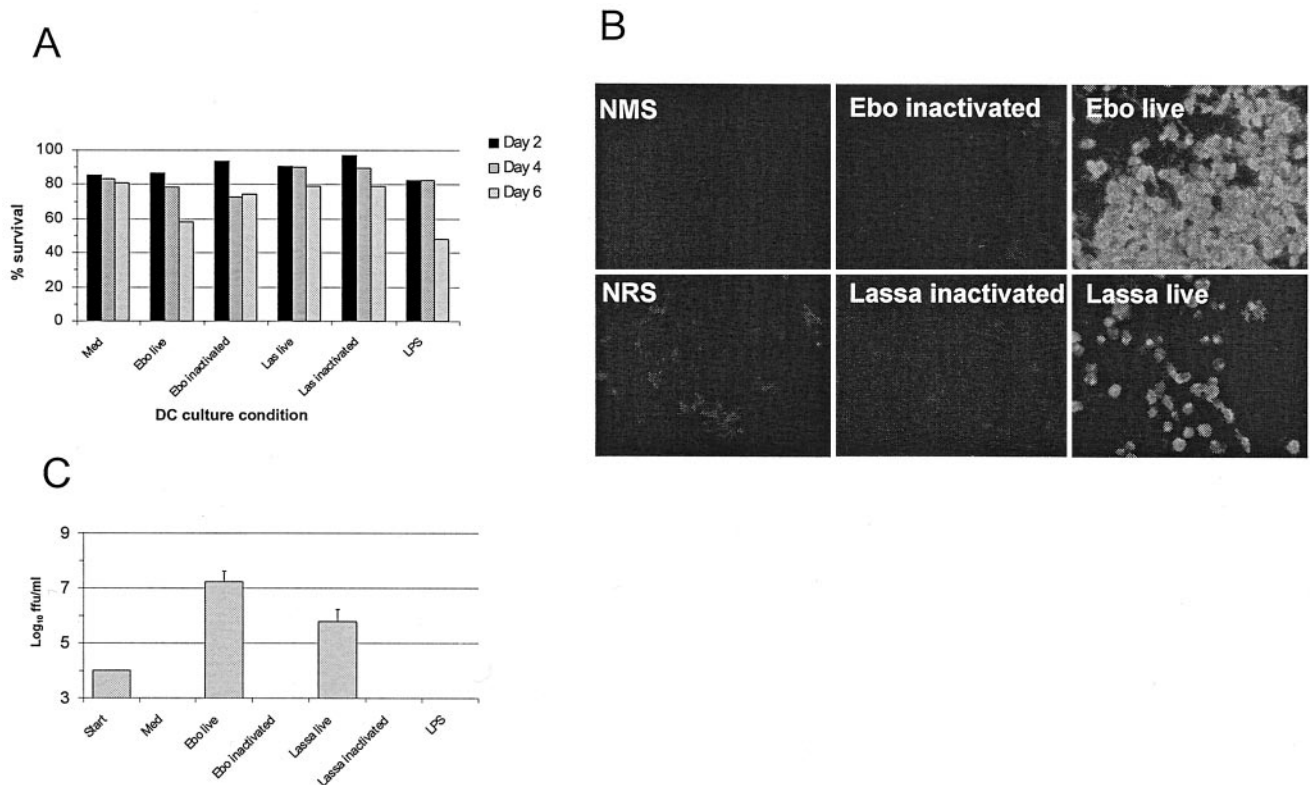 A
B
Day 2
Day 4
Day 6
100
80
60
40
20
0
% survival
Med
Ebo live
Ebo inactivated
Las live
Las inactivated
LPS
DC culture condition
NMS
Ebo inactivated
Ebo live
NRS
Lassa inactivated
Lassa live
C
9
7
5
3
Log₁₀ ffu/ml
Start
Med
Ebo live
Ebo inactivated
Lassa live
Lassa inactivated
LPS